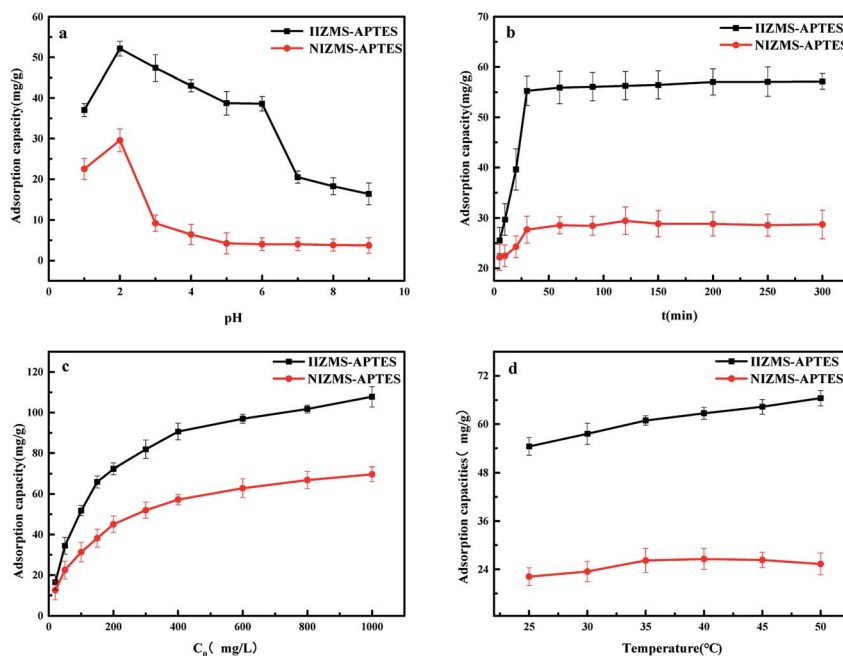 a
IIZMS-APTES
NIZMS-APTES
60
50
40
30
20
10
0
Adsorption capacity(mg/g)
0 2 4 6 8 10
pH
b
IIZMS-APTES
NIZMS-APTES
70
60
50
40
30
20
Adsorption capacity(mg/g)
0 50 100 150 200 250 300
t(min)
c
IIZMS-APTES
NIZMS-APTES
120
100
80
60
40
20
0
Adsorption capacity(mg/g)
0 200 400 600 800 1000
C₀( mg/L)
d
IIZMS-APTES
NIZMS-APTES
72
60
48
36
24
Adsorption capacities( mg/g)
25 30 35 40 45 50
Temperature(°C)